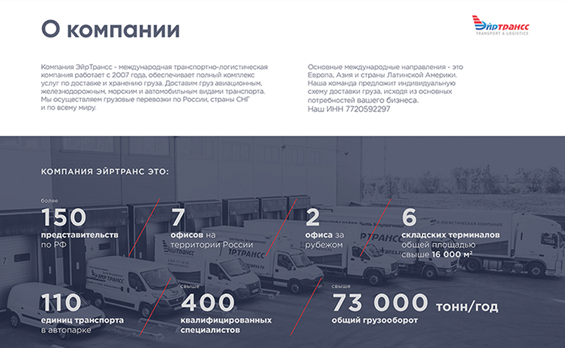 О компании
ЭЙРТРАНСС
TRANSPORT & LOGISTICS
Компания ЭйрТрансс - международная транспортно-логистическая
компания работает с 2007 года, обеспечивает полный комплекс
услуг по доставке и хранению груза. Доставим груз авиационным,
железнодорожным, морским и автомобильным видами транспорта.
Мы осуществляем грузовые перевозки по России, страны СНГ
и по всему миру.
Основные международные направления - это
Европа, Азия и страны Латинской Америки.
Наша команда предложит индивидуальную
схему доставки груза, исходя из основных
потребностей вашего бизнеса.
Наш ИНН 7720592297
КОМПАНИЯ ЭЙРТРАНС ЭТО:
более
150
представительств
по РФ
7
офисов на
территории России
2
офиса за
рубежом
6
складских терминалов
общей площадью
свыше 16 000 м²
110
единиц транспорта
в автопарке
свыше
400
квалифицированных
специалистов
свыше
73 000 тонн/год
общий грузооборот